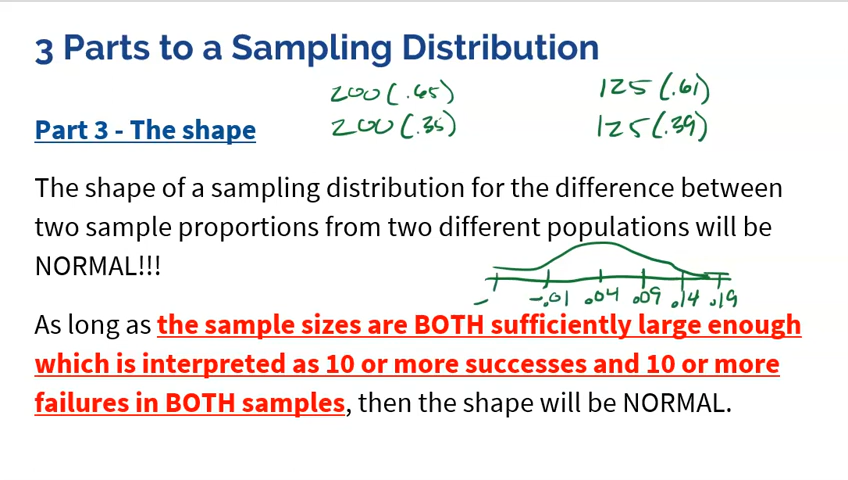 3 Parts to a Sampling Distribution
200(.65) 125(.61)
Part 3 - The shape 200(.35) 125(.39)
The shape of a sampling distribution for the difference between
two sample proportions from two different populations will be
NORMAL!!!
- -.01 .04 .09 .14 .19
As long as the sample sizes are BOTH sufficiently large enough
which is interpreted as 10 or more successes and 10 or more
failures in BOTH samples, then the shape will be NORMAL.